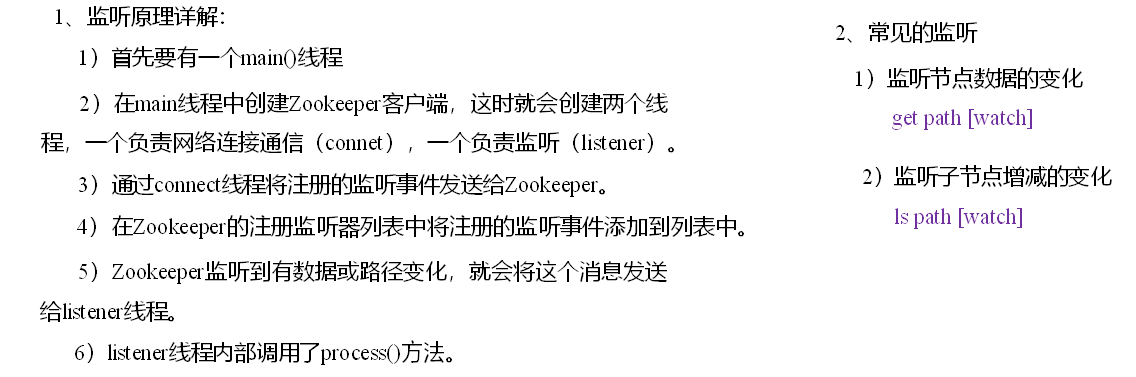 1、监听原理详解：
1）首先要有一个main()线程
2）在main线程中创建Zookeeper客户端，这时就会创建两个线
程，一个负责网络连接通信（connet），一个负责监听（listener）。
3）通过connect线程将注册的监听事件发送给Zookeeper。
4）在Zookeeper的注册监听器列表中将注册的监听事件添加到列表中。
5）Zookeeper监听到有数据或路径变化，就会将这个消息发送
给listener线程。
6）listener线程内部调用了process()方法。
2、常见的监听
1）监听节点数据的变化
get path [watch]
2）监听子节点增减的变化
ls path [watch]